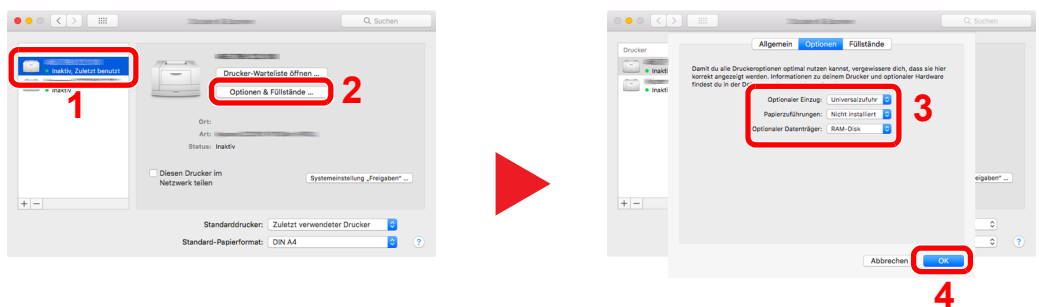 Suchen
Inaktiv, Zuletzt benutzt
Inaktiv
1
Drucker-Warteliste öffnen ...
Optionen & Füllstände ...
2
Ort:
Art:
Status: Inaktiv
Diesen Drucker im
Netzwerk teilen
Systemeinstellung „Freigaben“ ...
+ −
Standarddrucker: Zuletzt verwendeter Drucker
Standard-Papierformat: DIN A4
?
Suchen
Drucker
Inakti
Inakti
Allgemein Optionen Füllstände
Damit du alle Druckeroptionen optimal nutzen kannst, vergewissere dich, dass sie hier
korrekt angezeigt werden. Informationen zu deinem Drucker und optionaler Hardware
findest du in der
Optionaler Einzug: Universalzufuhr
Papierzuführungen: Nicht installiert
Optionaler Datenträger: RAM-Disk
3
eigaben“ ...
+ −
?
Abbrechen OK
4